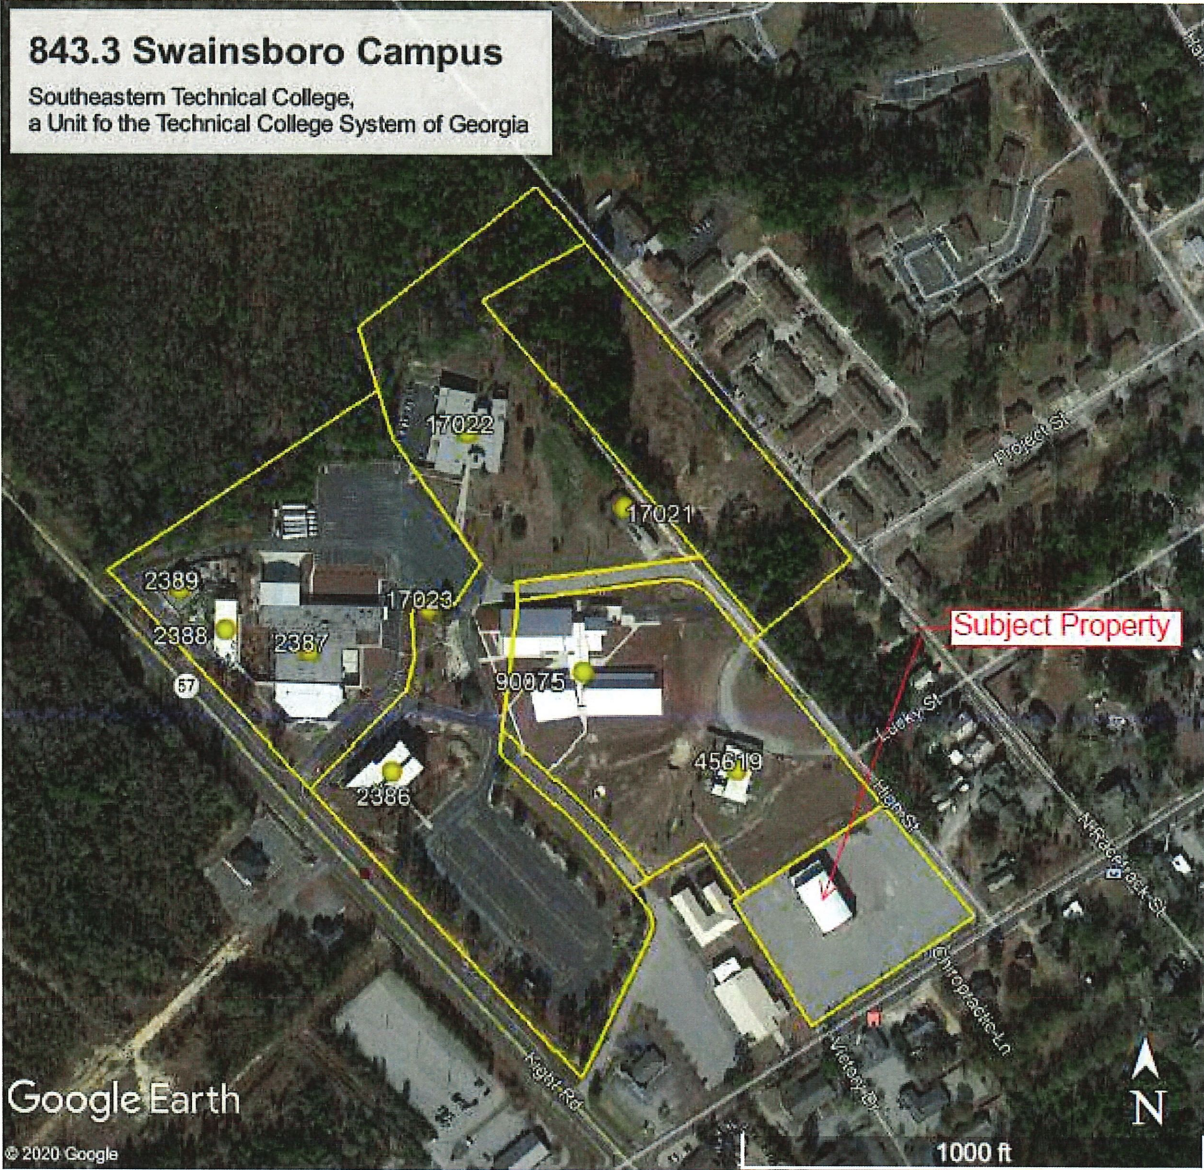 843.3 Swainsboro Campus
Southeastern Technical College,
a Unit fo the Technical College System of Georgia
17022
Project St
17021
2389
17023
2388
2387
Subject Property
90075
57
Lucky St
45619
2386
High St
N Racetrack St
Chiropractic Ln
Victory Dr
Kight Rd
N
Google Earth
© 2020 Google
1000 ft